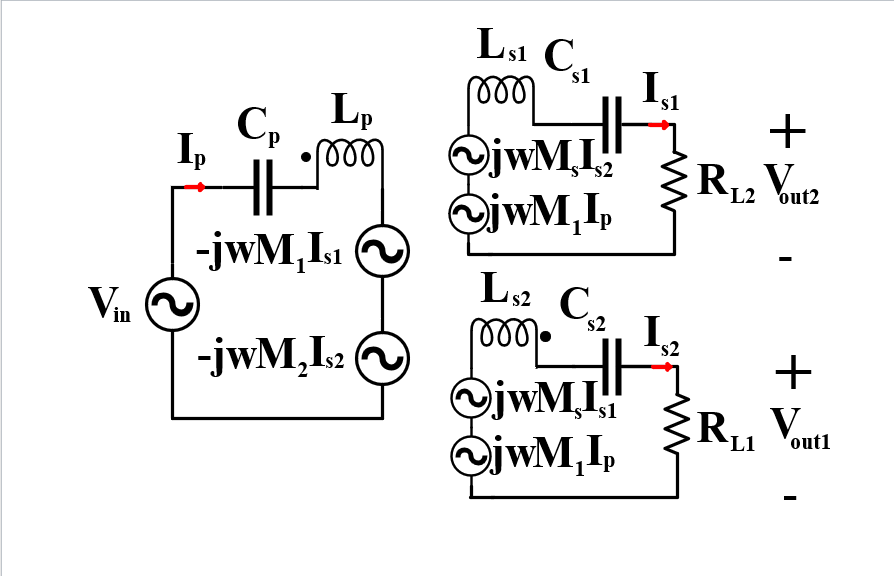 Ip
Cp
Lp
Vin
-jwM1Is1
-jwM2Is2
Ls1
Cs1
Is1
jwMsIs2
jwM1Ip
RL2
+
Vout2
-
Ls2
Cs2
Is2
jwMsIs1
jwM1Ip
RL1
+
Vout1
-